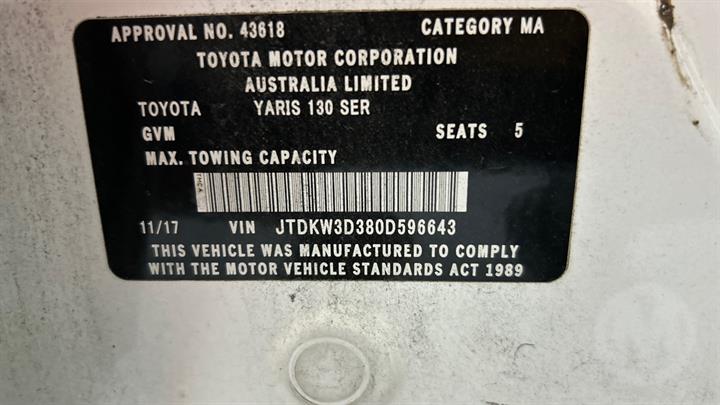 APPROVAL NO. 43618 CATEGORY MA
TOYOTA MOTOR CORPORATION
AUSTRALIA LIMITED
TOYOTA YARIS 130 SER
GVM SEATS 5
MAX. TOWING CAPACITY
TMCA
11/17 VIN JTDKW3D380D596643
THIS VEHICLE WAS MANUFACTURED TO COMPLY
WITH THE MOTOR VEHICLE STANDARDS ACT 1989
M